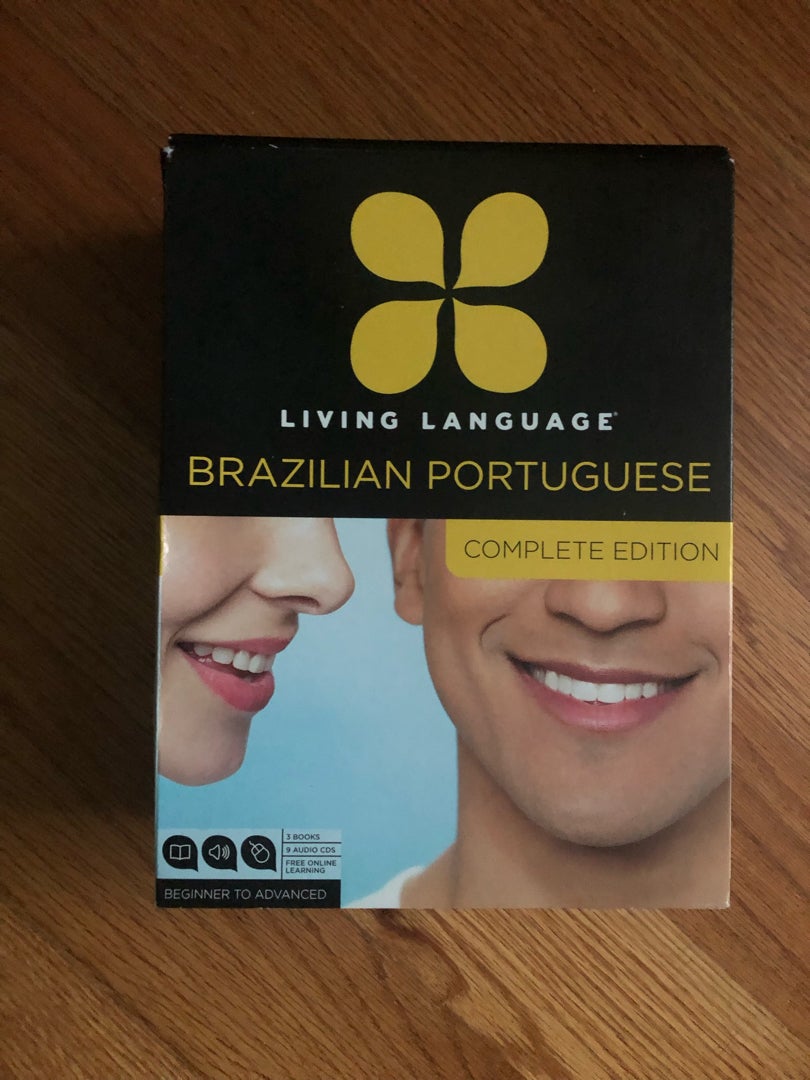 LIVING LANGUAGE®
BRAZILIAN PORTUGUESE
COMPLETE EDITION
3 BOOKS
9 AUDIO CDS
FREE ONLINE
LEARNING
BEGINNER TO ADVANCED